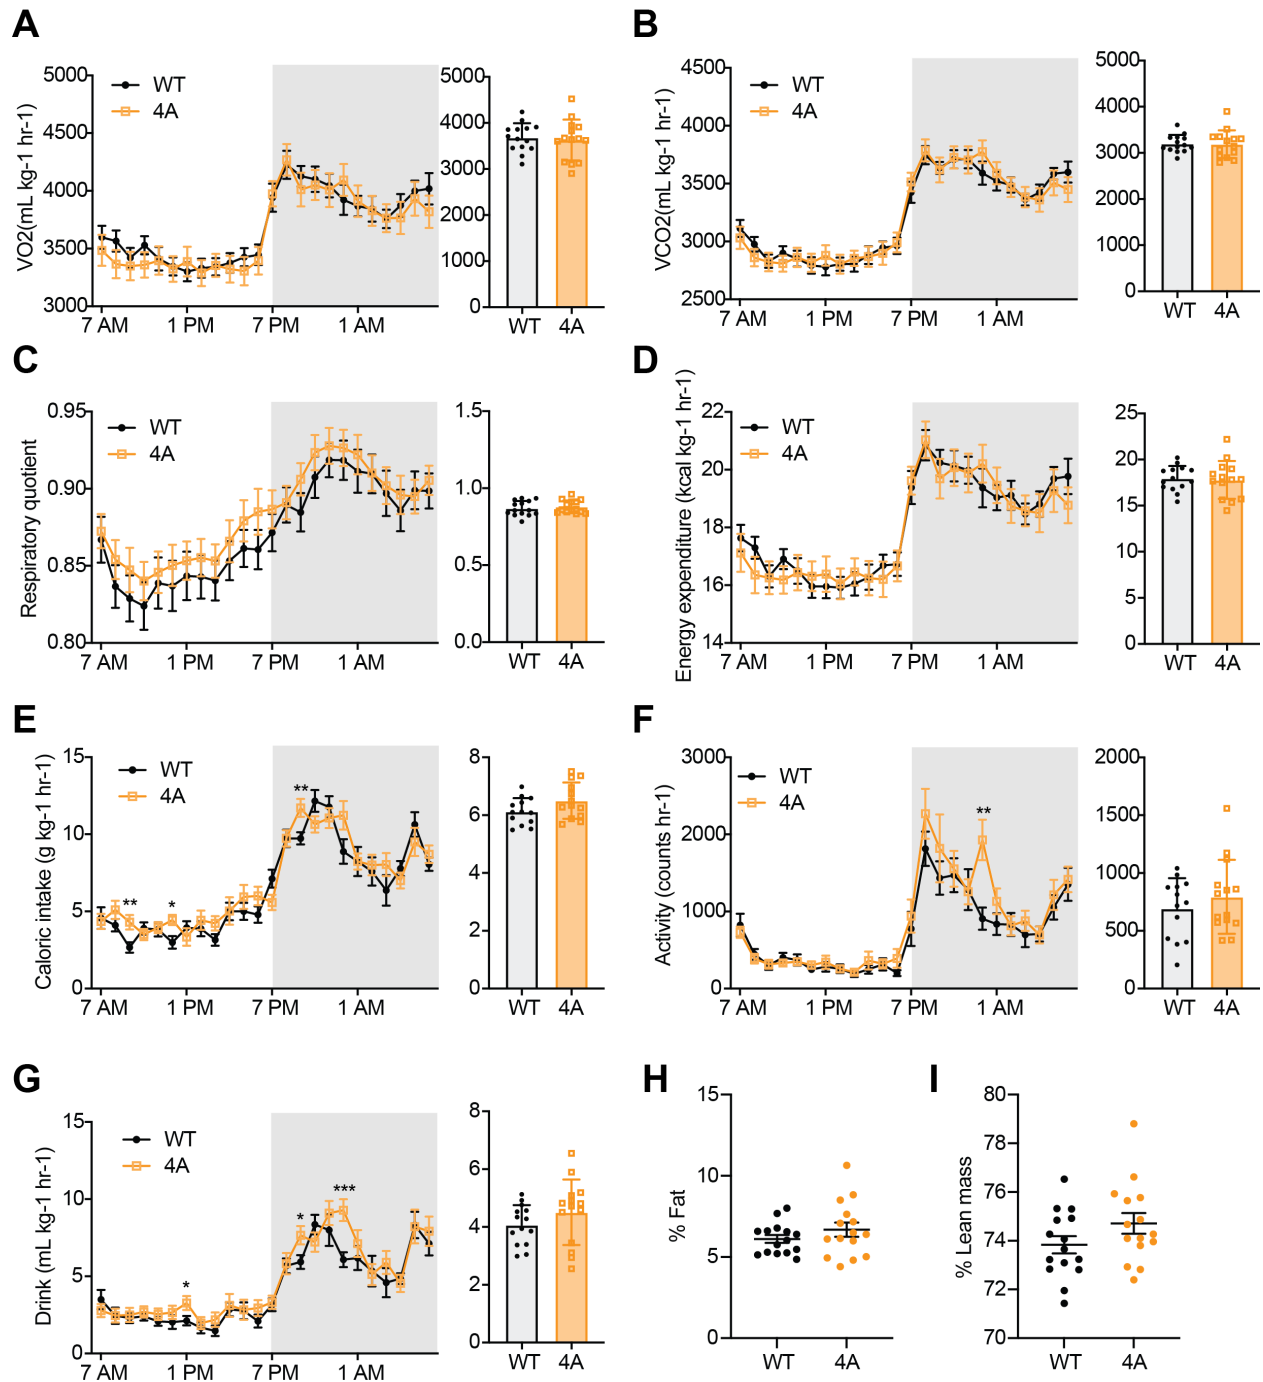 A
VO2(mL kg-1 hr-1)
5000
4500
4000
3500
3000
WT
4A
7 AM 1 PM 7 PM 1 AM
5000
4000
3000
2000
1000
0
WT 4A
B
VCO2(mL kg-1 hr-1)
4500
4000
3500
3000
2500
WT
4A
7 AM 1 PM 7 PM 1 AM
5000
4000
3000
2000
1000
0
WT 4A
C
Respiratory quotient
0.95
0.90
0.85
0.80
WT
4A
7 AM 1 PM 7 PM 1 AM
1.5
1.0
0.5
0.0
WT 4A
D
Energy expenditure (kcal kg-1 hr-1)
22
20
18
16
14
WT
4A
7 AM 1 PM 7 PM 1 AM
25
20
15
10
5
0
WT 4A
E
Caloric intake (g kg-1 hr-1)
15
10
5
0
WT
4A
** * **
7 AM 1 PM 7 PM 1 AM
8
6
4
2
0
WT 4A
F
Activity (counts hr-1)
3000
2000
1000
0
WT
4A
**
7 AM 1 PM 7 PM 1 AM
2000
1500
1000
500
0
WT 4A
G
Drink (mL kg-1 hr-1)
15
10
5
0
WT
4A
* * ***
7 AM 1 PM 7 PM 1 AM
8
6
4
2
0
WT 4A
H
% Fat
15
10
5
0
WT 4A
I
% Lean mass
80
78
76
74
72
70
WT 4A